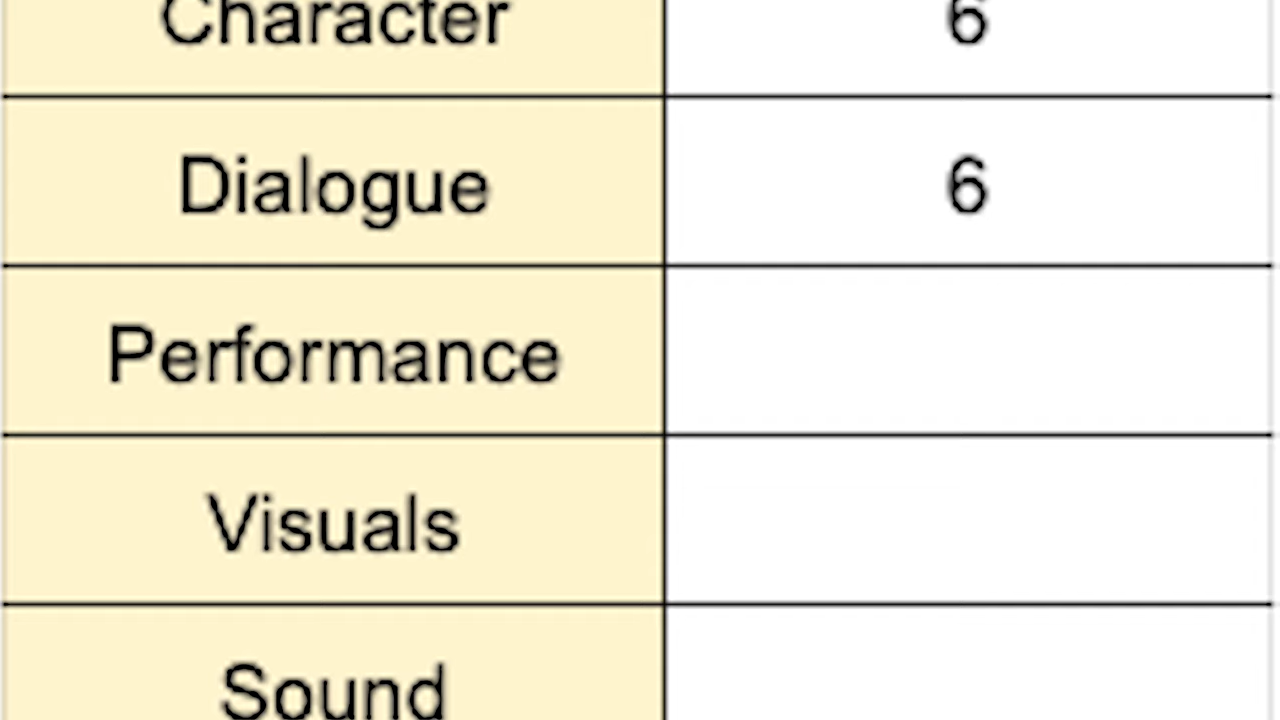 Character 6
Dialogue 6
Performance
Visuals
Sound